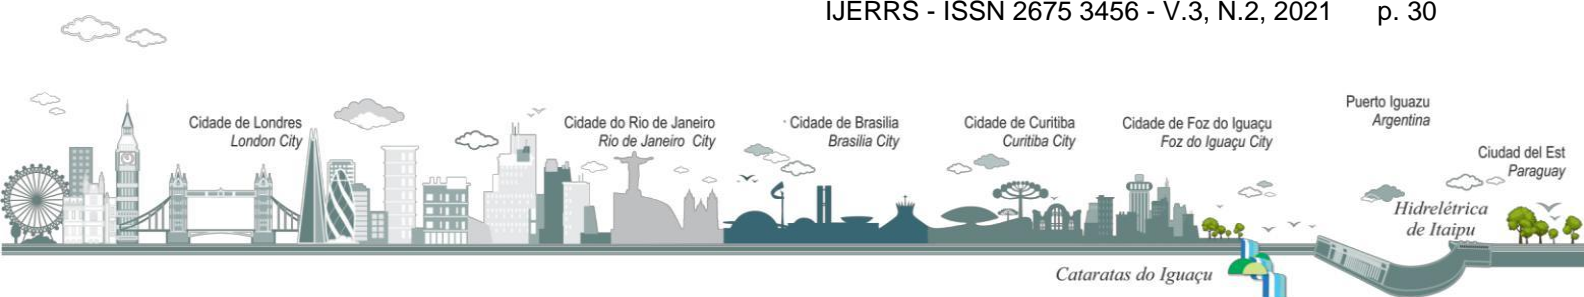 IJERRS - ISSN 2675 3456 - V.3, N.2, 2021 p. 30
Cidade de Londres
London City
Cidade do Rio de Janeiro
Rio de Janeiro City
Cidade de Brasilia
Brasilia City
Cidade de Curitiba
Curitiba City
Cidade de Foz do Iguaçu
Foz do Iguaçu City
Puerto Iguazu
Argentina
Ciudad del Est
Paraguay
Hidrelétrica
de Itaipu
Cataratas do Iguaçu